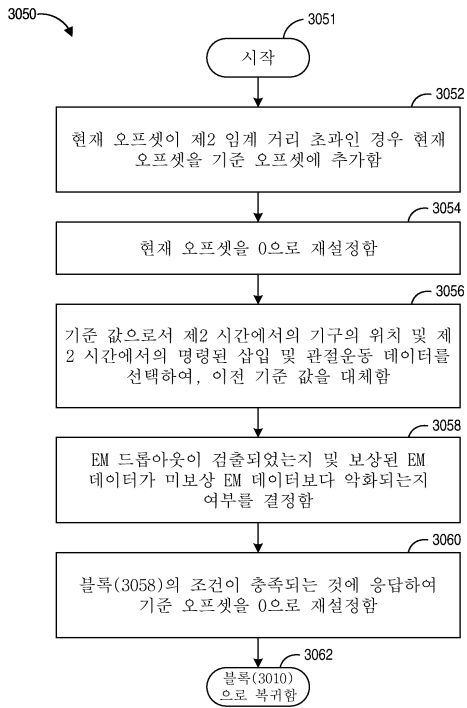 3050
3051
시작
3052
현재 오프셋이 제2 임계 거리 초과인 경우 현재
오프셋을 기준 오프셋에 추가함
3054
현재 오프셋을 0으로 재설정함
3056
기준 값으로서 제2 시간에서의 기구의 위치 및 제
2 시간에서의 명령된 삽입 및 관절운동 데이터를
선택하여, 이전 기준 값을 대체함
3058
EM 드롭아웃이 검출되었는지 및 보상된 EM
데이터가 미보상 EM 데이터보다 악화되는지
여부를 결정함
3060
블록(3058)의 조건이 충족되는 것에 응답하여
기준 오프셋을 0으로 재설정함
3062
블록(3010)
으로 복귀함